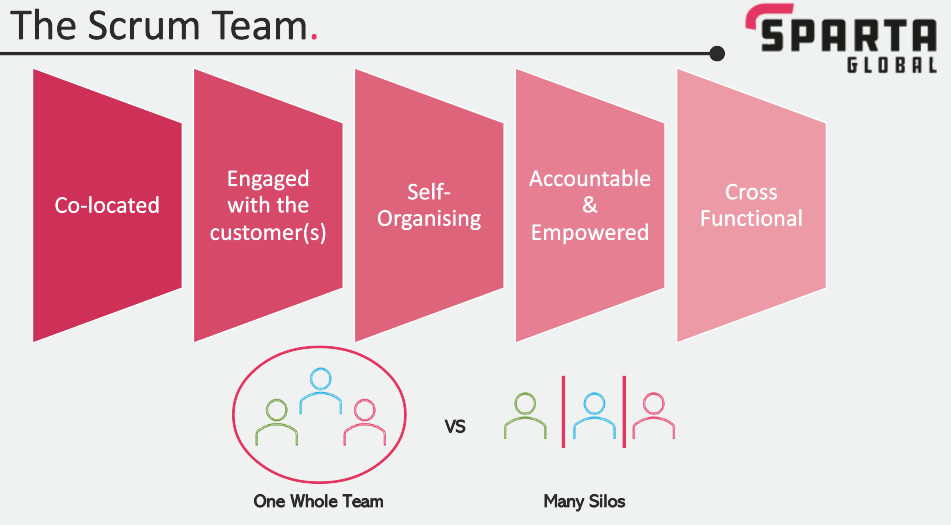 The Scrum Team.
SPARTA
GLOBAL
Co-located
Engaged
with the
customer(s)
Self-
Organising
Accountable
&
Empowered
Cross
Functional
VS
One Whole Team
Many Silos